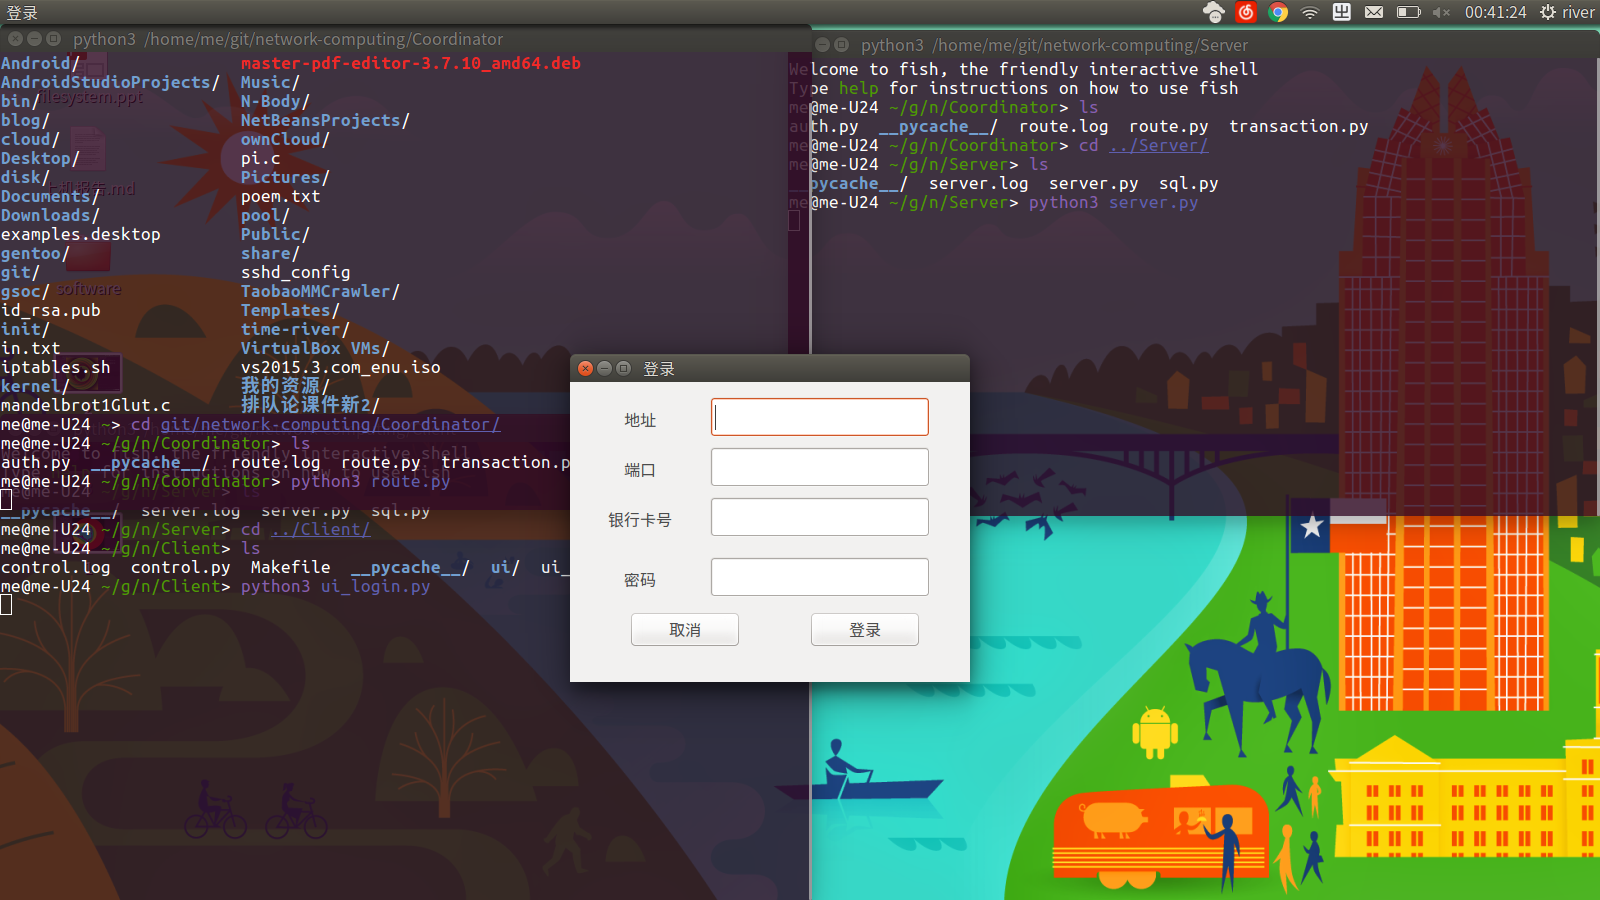 登录
00:41:24 river
python3 /home/me/git/network-computing/Coordinator
Android/ master-pdf-editor-3.7.10_amd64.deb
AndroidStudioProjects/ Music/
filesystem.ppt
bin/ N-Body/
blog/ NetBeansProjects/
cloud/ ownCloud/
Desktop/ pi.c
disk/ Pictures/
Documents/ poem.txt
Downloads/ pool/
examples.desktop Public/
gentoo/ share/
git/ sshd_config
software
gsoc/ TaobaoMMCrawler/
id_rsa.pub Templates/
init/ time-river/
in.txt VirtualBox VMs/
iptables.sh vs2015.3.com_enu.iso
kernel/ 我的资源/
mandelbrot1Glut.c 排队论课件新2/
me@me-U24 ~> cd git/network-computing/Coordinator/
me@me-U24 ~/g/n/Coordinator> ls
auth.py __pycache__/ route.log route.py transaction.p
me@me-U24 ~/g/n/Coordinator> python3 route.py
__pycache__/ server.log server.py sql.py
me@me-U24 ~/g/n/Server> cd ../Client/
me@me-U24 ~/g/n/Client> ls
control.log control.py Makefile __pycache__/ ui/ ui_
me@me-U24 ~/g/n/Client> python3 ui_login.py
python3 /home/me/git/network-computing/Server
Welcome to fish, the friendly interactive shell
Type help for instructions on how to use fish
me@me-U24 ~/g/n/Coordinator> ls
auth.py __pycache__/ route.log route.py transaction.py
me@me-U24 ~/g/n/Coordinator> cd ../Server/
me@me-U24 ~/g/n/Server> ls
__pycache__/ server.log server.py sql.py
me@me-U24 ~/g/n/Server> python3 server.py
登录
地址
端口
银行卡号
密码
取消 登录